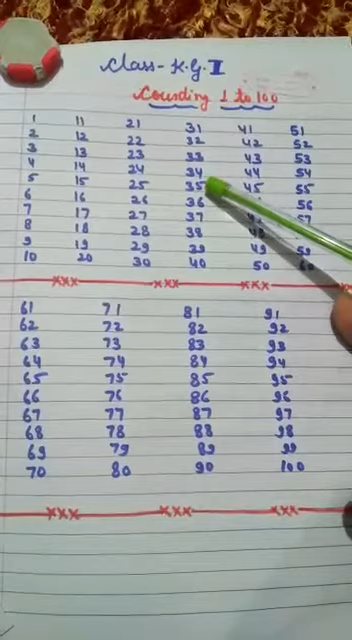 Class- K.G I
Counting 1 to 100
1 11 21 31 41 51
2 12 22 32 42 52
3 13 23 33 43 53
4 14 24 34 44 54
5 15 25 35 45 55
6 16 26 36 56
7 17 27 37 57
8 18 28 38 48
9 19 29 39 49 59
10 20 30 40 50 60
xxx xxx xxx xx
61 71 81 91
62 72 82 92
63 73 83 93
64 74 84 94
65 75 85 95
66 76 86 96
67 77 87 97
68 78 88 98
69 79 89 99
70 80 90 100
xxx xxx xxx